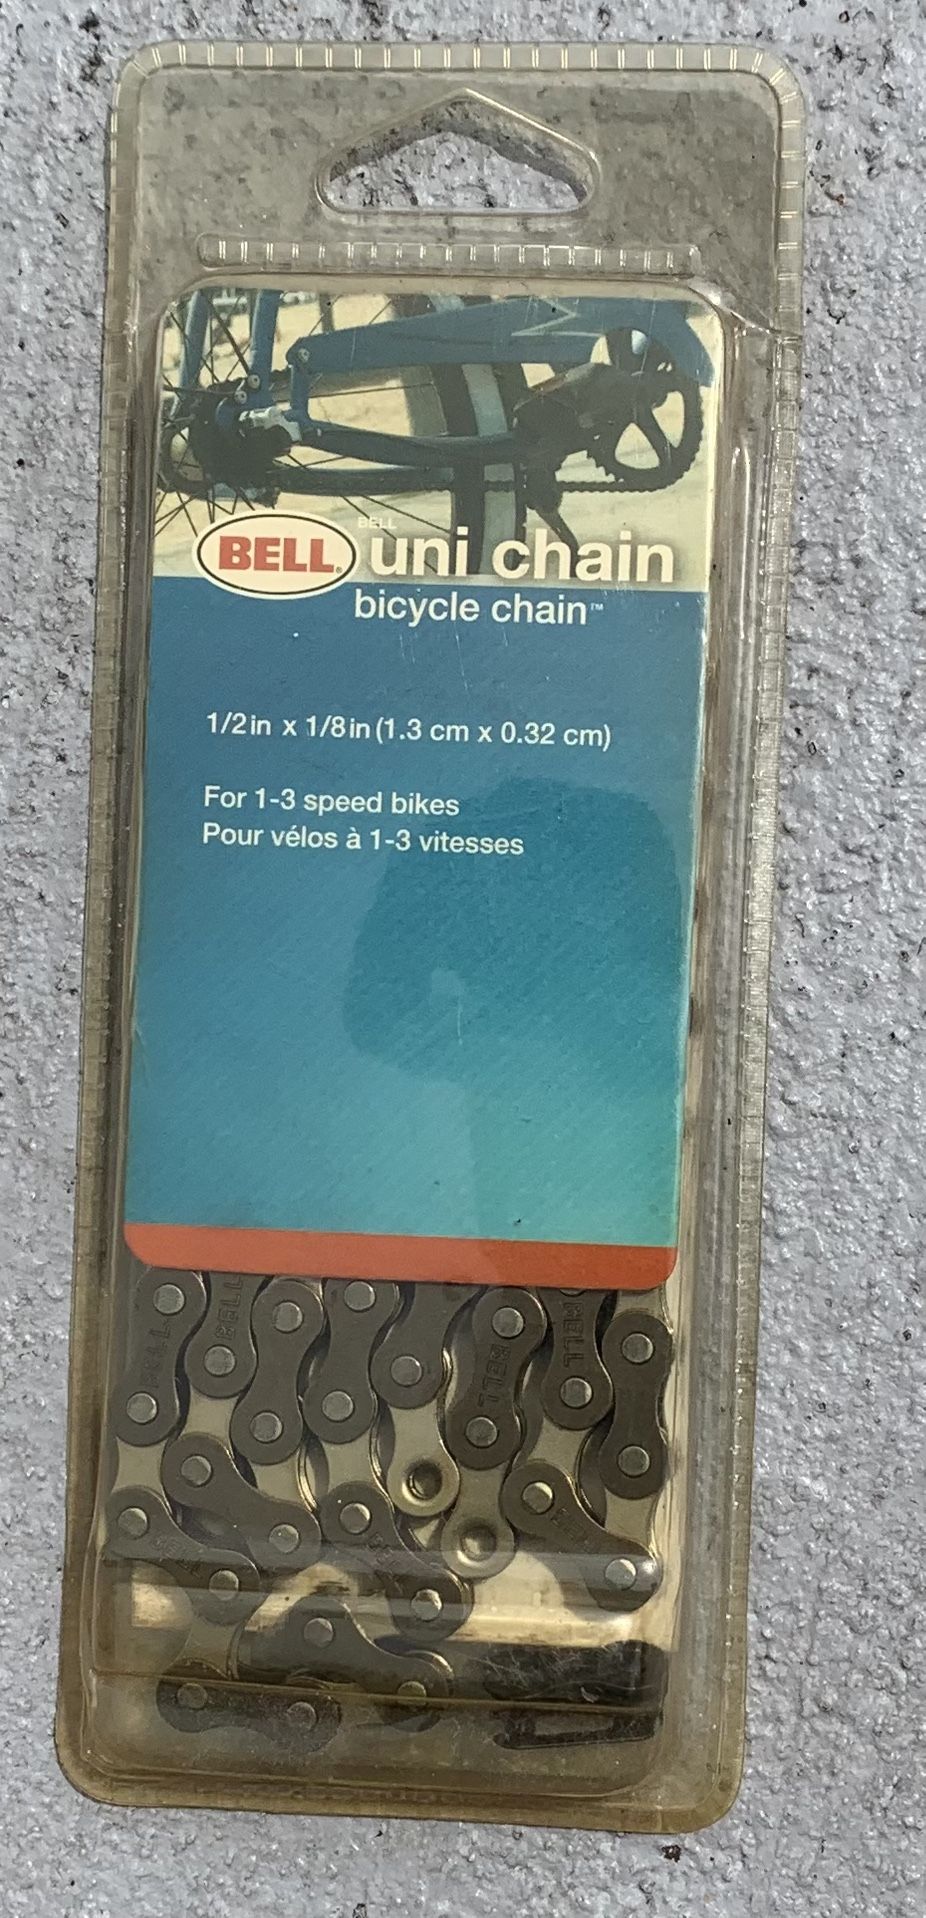 BELL
BELL
uni chain
bicycle chain™
1/2in x 1/8in (1.3 cm x 0.32 cm)
For 1-3 speed bikes
Pour vélos à 1-3 vitesses
BELL
BELL
BELL